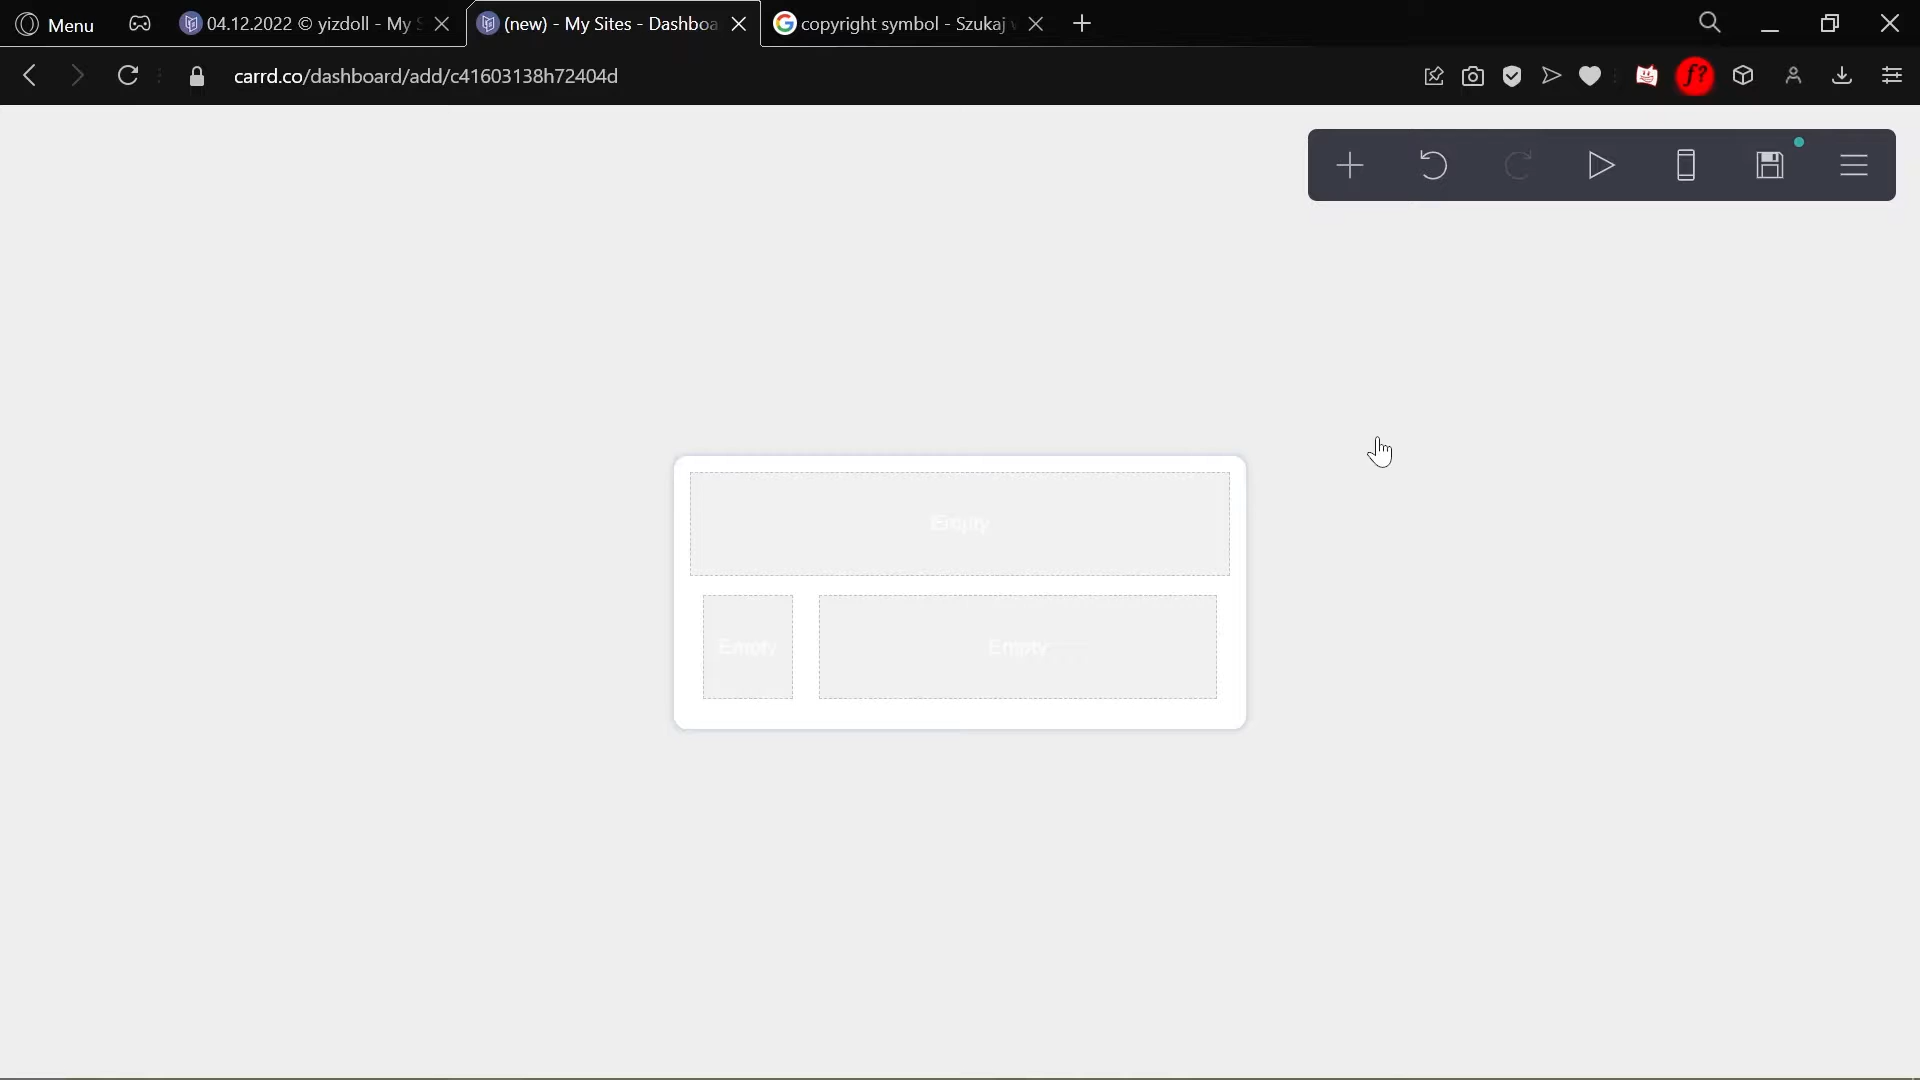 Menu
04.12.2022 © yizdoll - My S
(new) - My Sites - Dashboa
copyright symbol - Szukaj w
carrd.co/dashboard/add/c41603138h72404d
f?
Empty
Empty
Empty